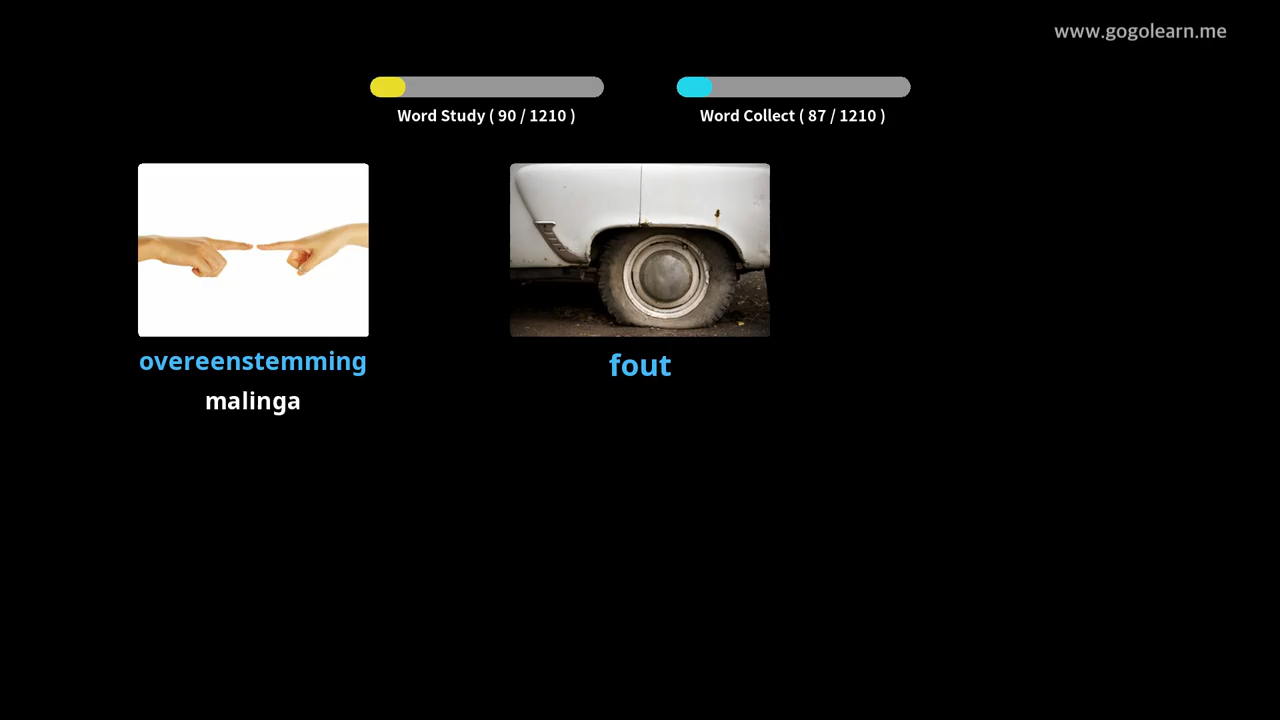 www.gogolearn.me
Word Study ( 90 / 1210 )
Word Collect ( 87 / 1210 )
overeenstemming
malinga
fout